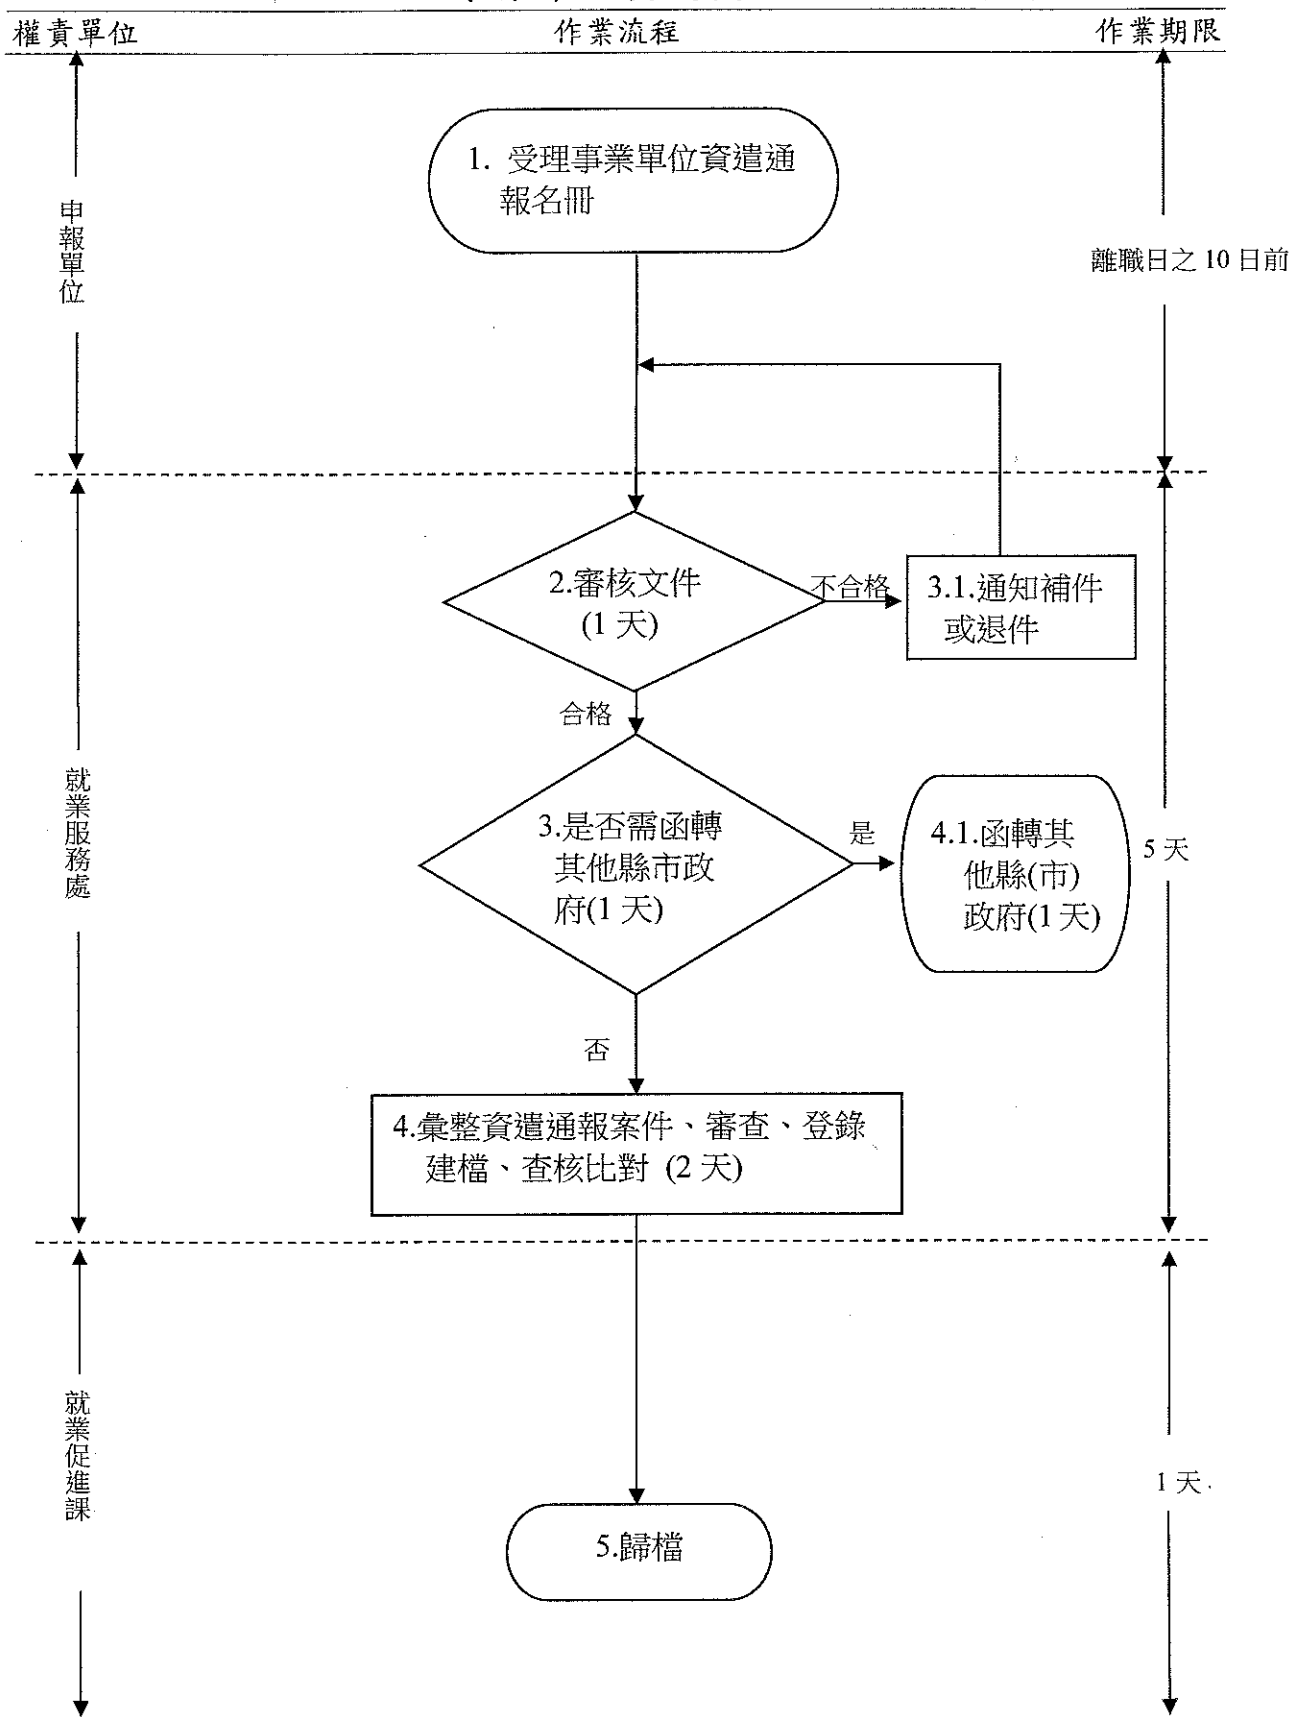 權責單位
作業流程
作業期限
1. 受理事業單位資遣通
報名冊
申報單位
離職日之 10 日前
2.審核文件
(1 天)
不合格
3.1.通知補件
或退件
合格
3.是否需函轉
其他縣市政
府(1 天)
是
4.1.函轉其
他縣(市)
政府(1 天)
就業服務處
5 天
否
4.彙整資遣通報案件、審查、登錄
建檔、查核比對 (2 天)
就業促進課
1 天
5.歸檔